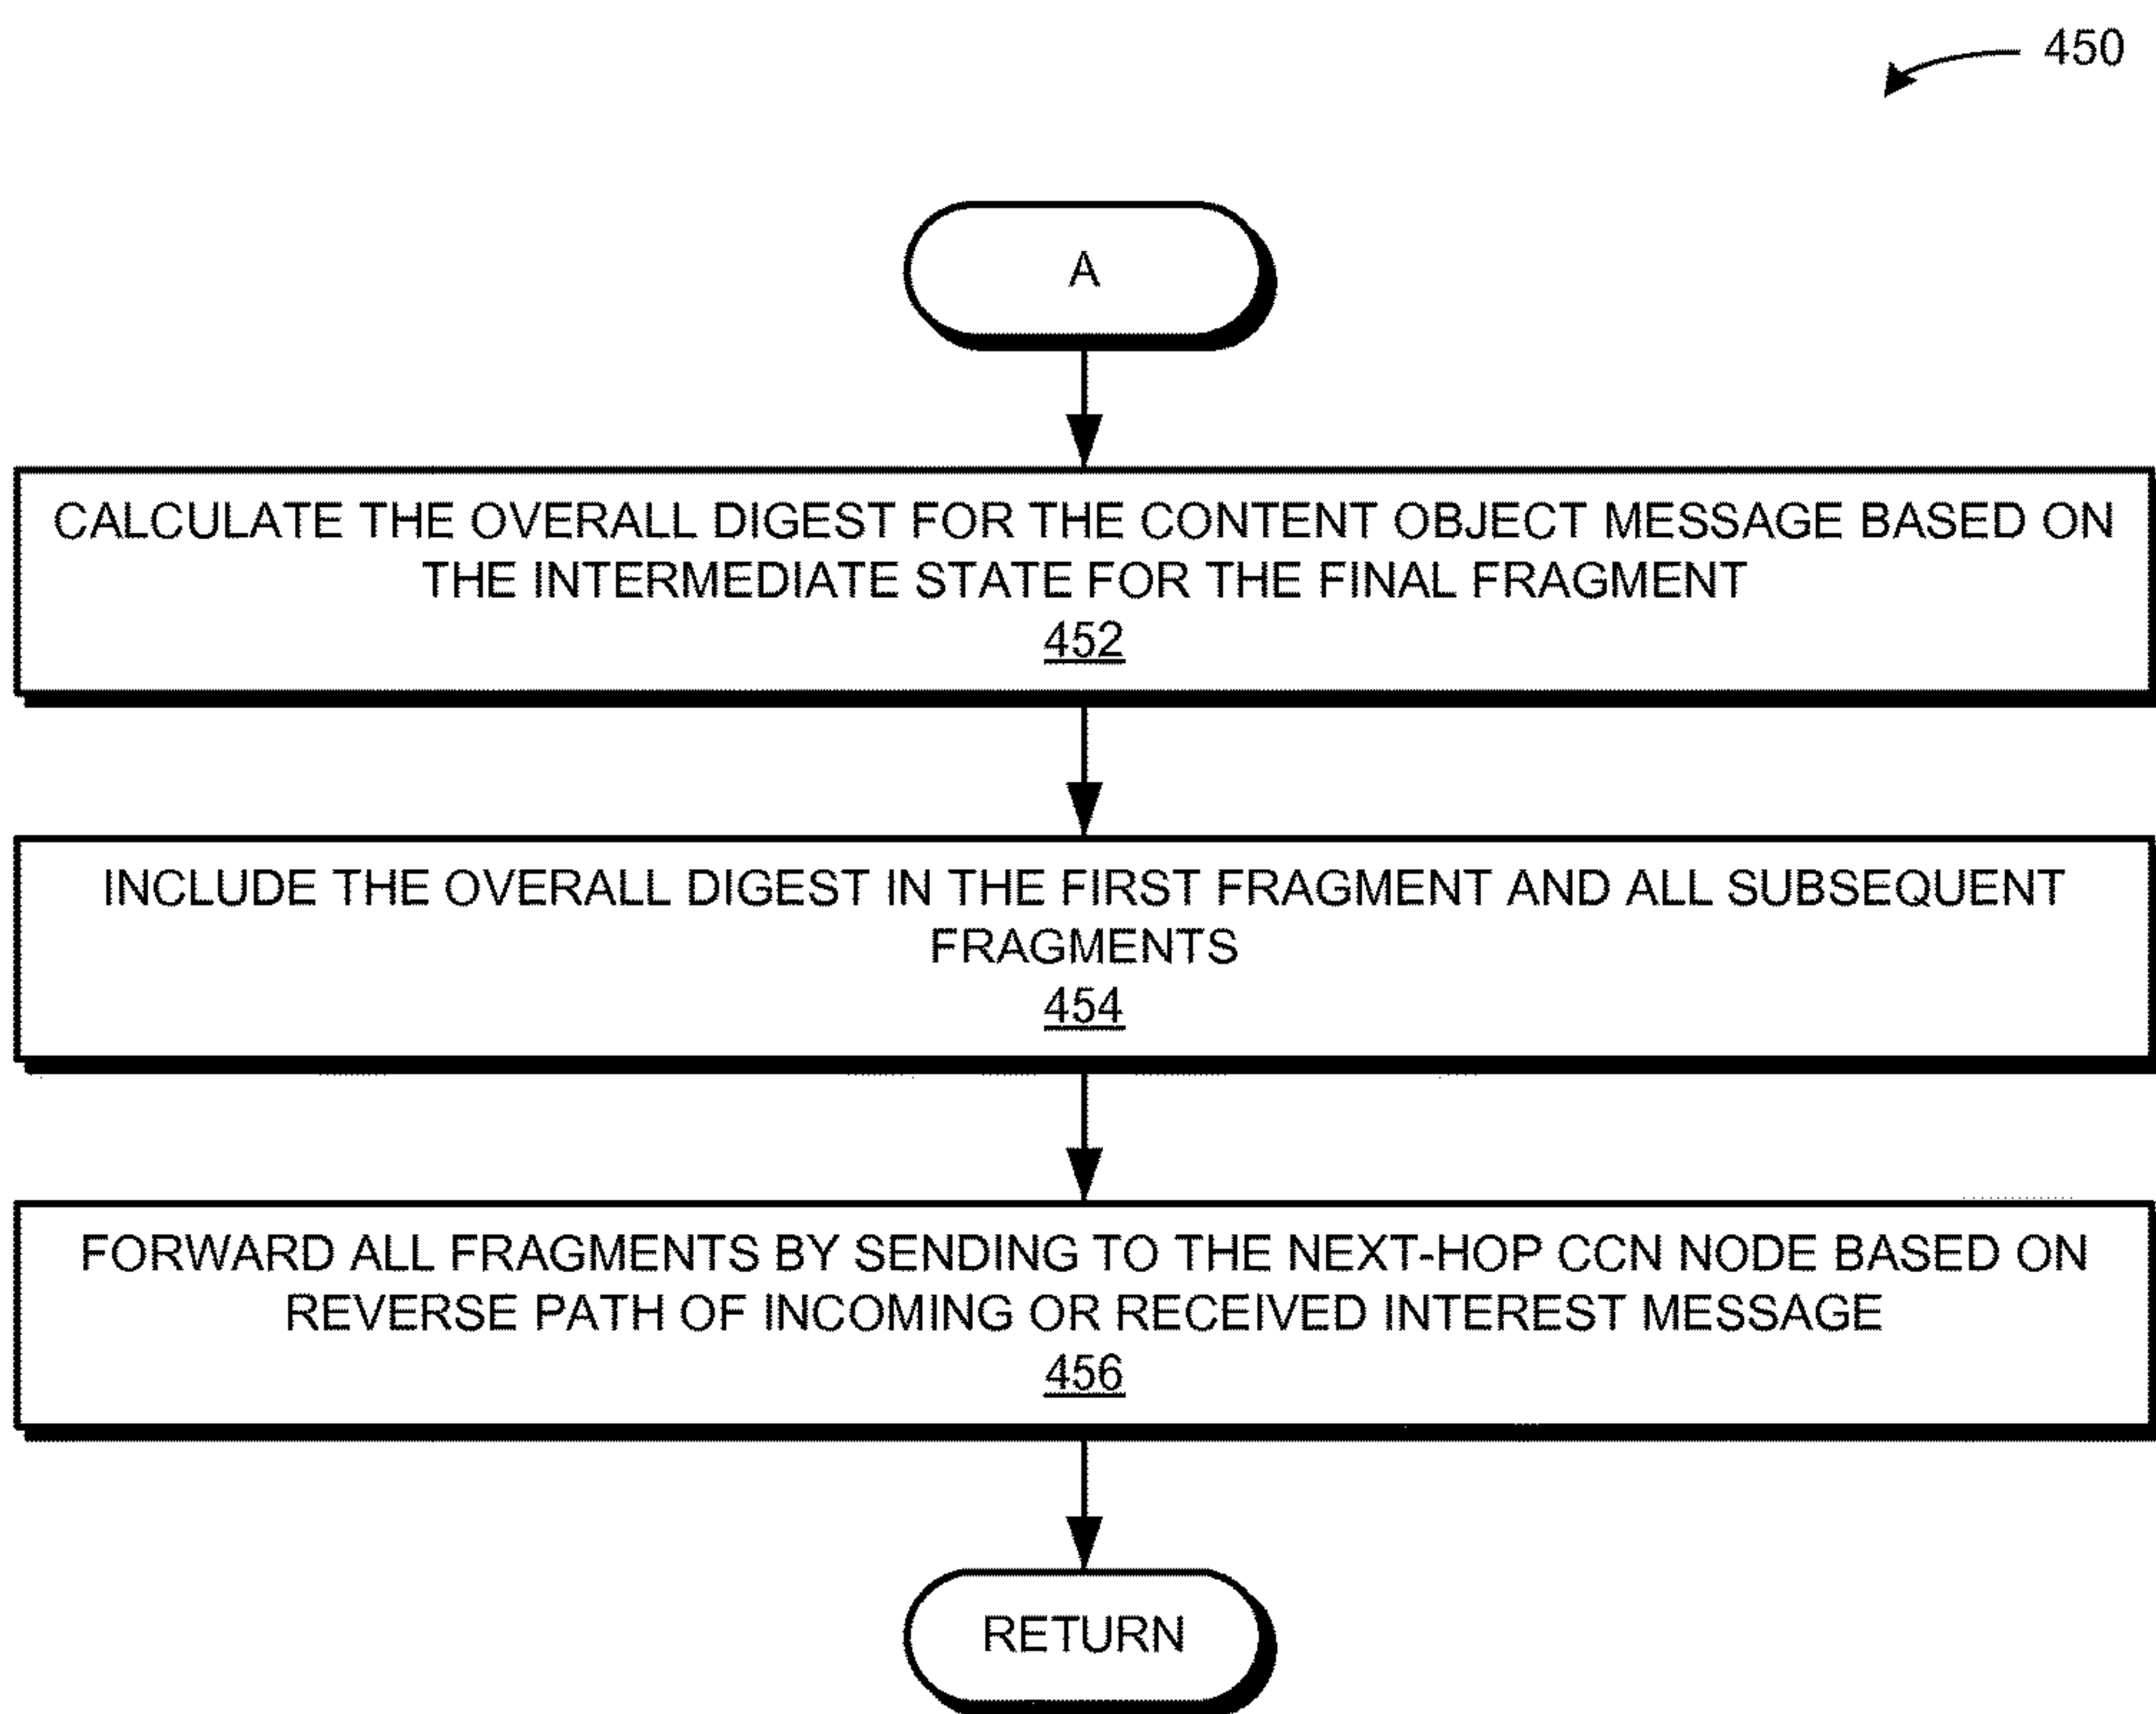 450
A
CALCULATE THE OVERALL DIGEST FOR THE CONTENT OBJECT MESSAGE BASED ON
THE INTERMEDIATE STATE FOR THE FINAL FRAGMENT
452
INCLUDE THE OVERALL DIGEST IN THE FIRST FRAGMENT AND ALL SUBSEQUENT
FRAGMENTS
454
FORWARD ALL FRAGMENTS BY SENDING TO THE NEXT-HOP CCN NODE BASED ON
REVERSE PATH OF INCOMING OR RECEIVED INTEREST MESSAGE
456
RETURN